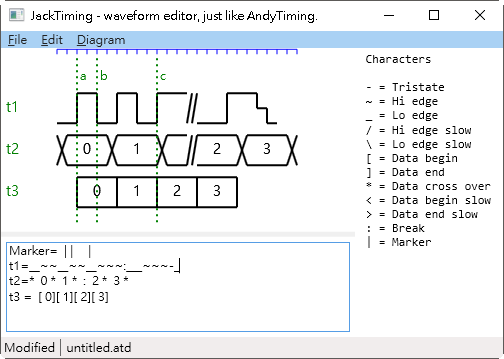 JackTiming - waveform editor, just like AndyTiming.
File Edit Diagram
a b c
t1
t2 0 1 2 3
t3 0 1 2 3
Characters
- = Tristate
~ = Hi edge
_ = Lo edge
/ = Hi edge slow
\ = Lo edge slow
[ = Data begin
] = Data end
* = Data cross over
< = Data begin slow
> = Data end slow
: = Break
| = Marker
Marker= || |
t1=__~~__~~__~~~:___~~~-_
t2=* 0 * 1 * : 2 * 3 *
t3 = [ 0][ 1][ 2][ 3]
Modified untitled.atd